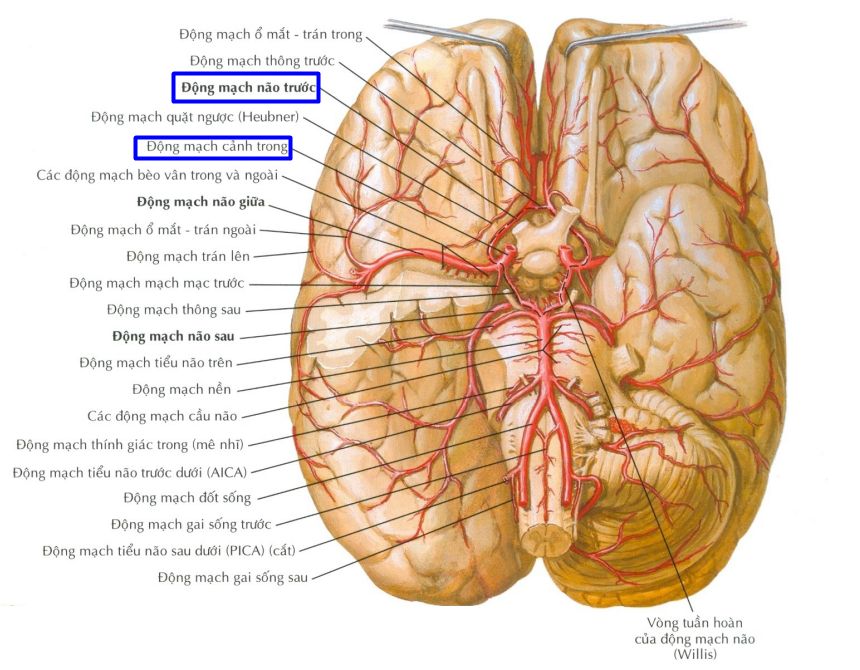 Động mạch ổ mắt - trán trong
Động mạch thông trước
Động mạch não trước
Động mạch quặt ngược (Heubner)
Động mạch cảnh trong
Các động mạch bèo vân trong và ngoài
Động mạch não giữa
Động mạch ổ mắt - trán ngoài
Động mạch trán lên
Động mạch mạch mạc trước
Động mạch thông sau
Động mạch não sau
Động mạch tiểu não trên
Động mạch nền
Các động mạch cầu não
Động mạch thính giác trong (mê nhĩ)
Động mạch tiểu não trước dưới (AICA)
Động mạch đốt sống
Động mạch gai sống trước
Động mạch tiểu não sau dưới (PICA) (cắt)
Động mạch gai sống sau
Vòng tuần hoàn
của động mạch não
(Willis)